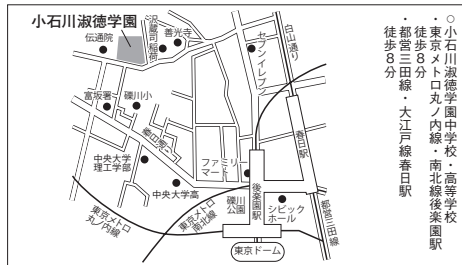 小石川淑徳学園
伝通院
沢蔵司稲荷
善光寺
セブンイレブン
白山通り
富坂署
礫川小
春日通り
中央大学
理工学部
中央大学高
ファミリー
マート
春日駅
後楽園駅
礫川
公園
シビック
ホール
東京メトロ
丸ノ内線
東京メトロ
南北線
都営三田線
東京ドーム
○小石川淑徳学園中学校・高等学校
・東京メトロ丸ノ内線・南北線後楽園駅
徒歩8分
・都営三田線・大江戸線春日駅
徒歩8分